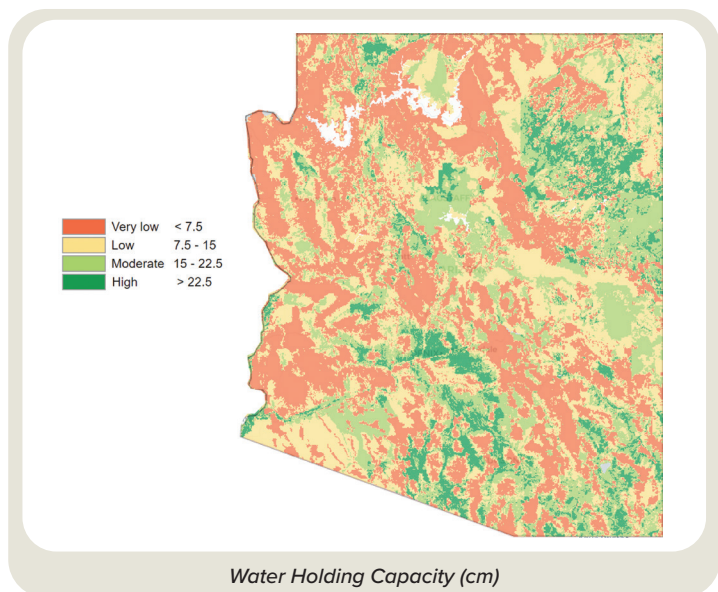 Very low < 7.5
Low 7.5 - 15
Moderate 15 - 22.5
High > 22.5
Water Holding Capacity (cm)